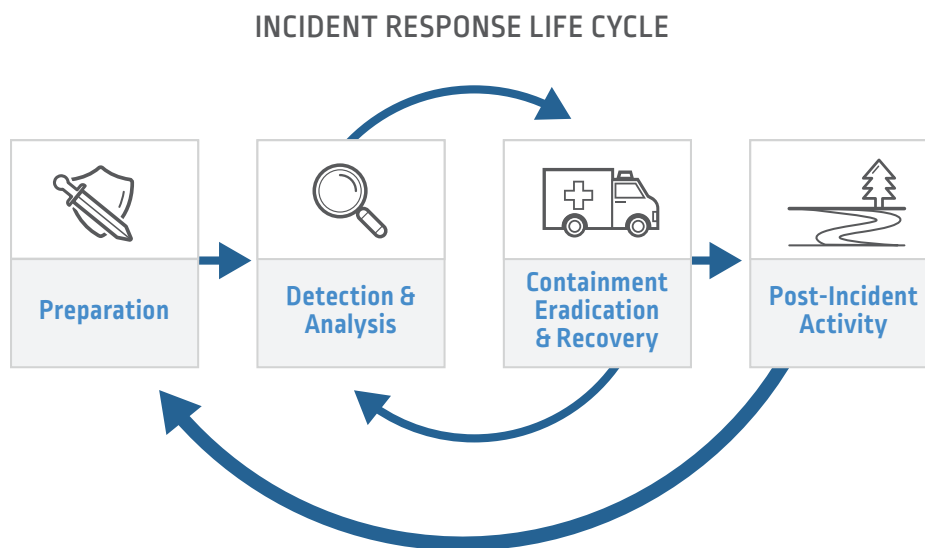 INCIDENT RESPONSE LIFE CYCLE
Preparation
Detection &
Analysis
Containment
Eradication
& Recovery
Post-Incident
Activity